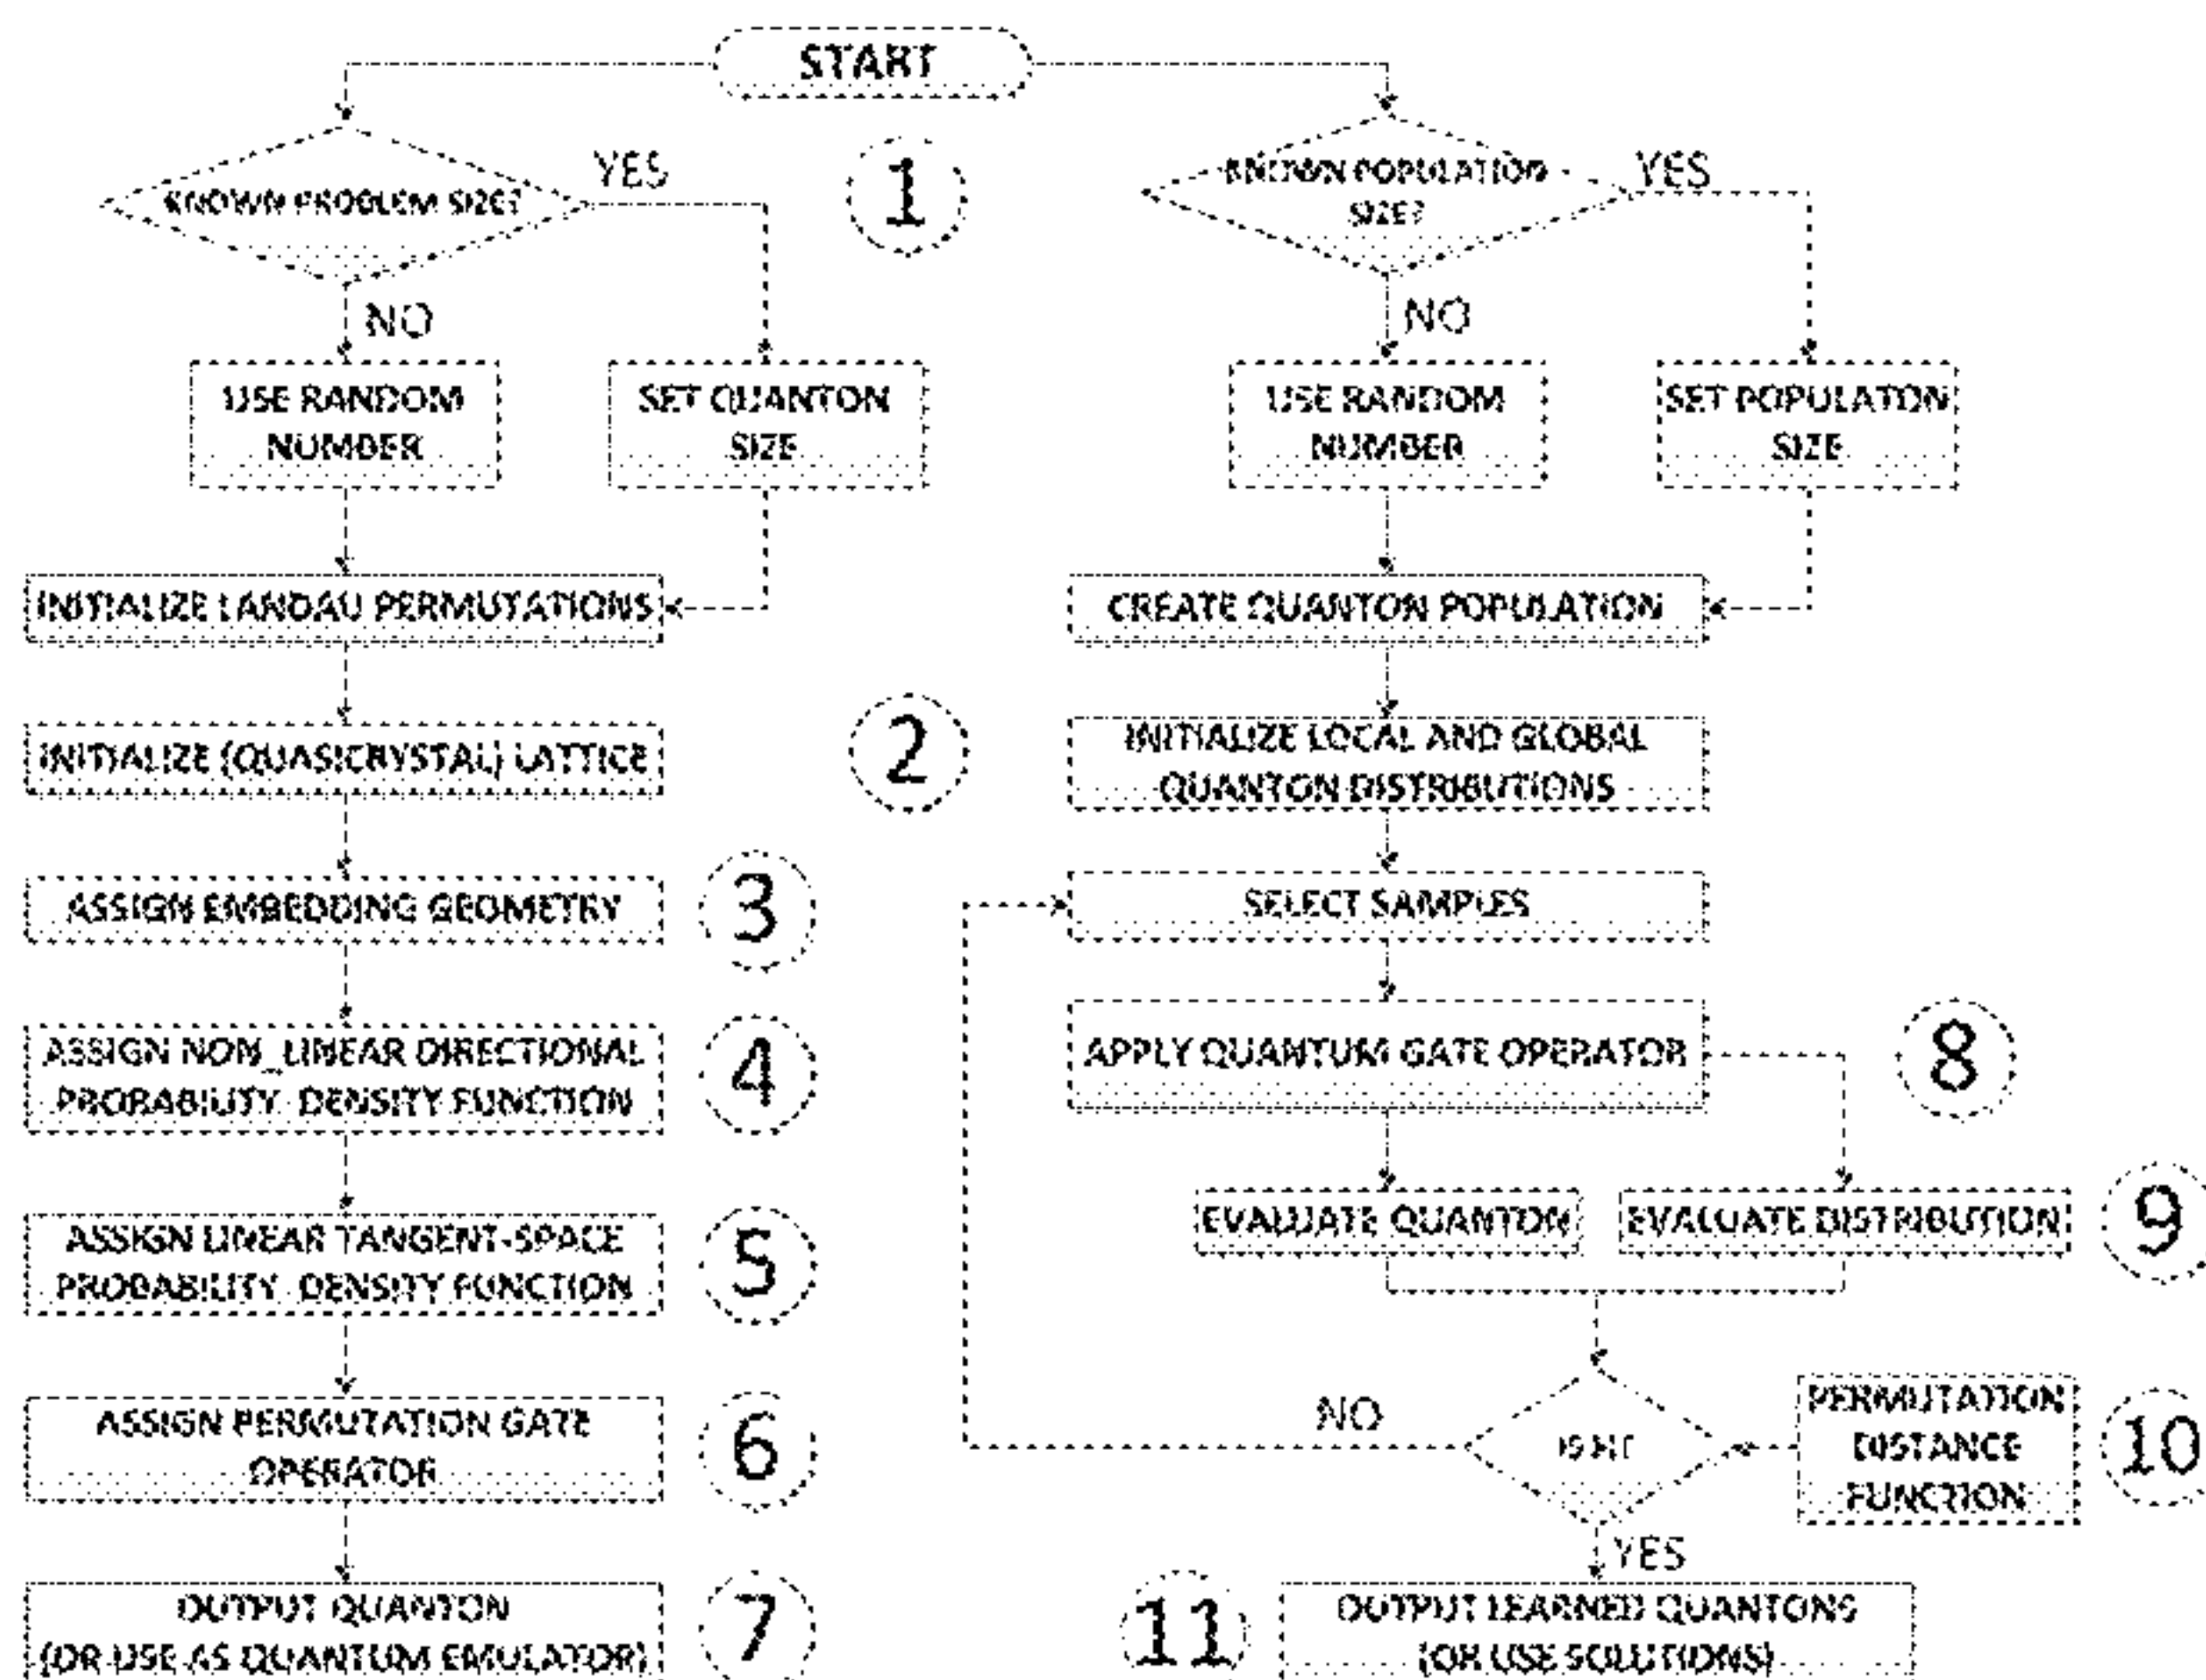 START
KNOWN PROBLEM SIZE?
YES
NO
USE RANDOM
NUMBER
SET QUANTON
SIZE
INITIALIZE LANDAU PERMUTATIONS
INITIALIZE (QUASICRYSTAL) LATTICE
ASSIGN EMBEDDING GEOMETRY
ASSIGN NON_LINEAR DIRECTIONAL
PROBABILITY DENSITY FUNCTION
ASSIGN LINEAR TANGENT-SPACE
PROBABILITY DENSITY FUNCTION
ASSIGN PERMUTATION GATE
OPERATOR
OUTPUT QUANTON
(OR USE AS QUANTUM EMULATOR)
1
2
3
4
5
6
7
KNOWN POPULATION
SIZE?
YES
NO
USE RANDOM
NUMBER
SET POPULATON
SIZE
CREATE QUANTON POPULATION
INITIALIZE LOCAL AND GLOBAL
QUANTON DISTRIBUTIONS
SELECT SAMPLES
APPLY QUANTUM GATE OPERATOR
8
EVALUATE QUANTON
EVALUATE DISTRIBUTION
9
NO
IS
PERMUTATION
DISTANCE
FUNCTION
10
YES
11
OUTPUT LEARNED QUANTONS
(OR USE SOLUTIONS)